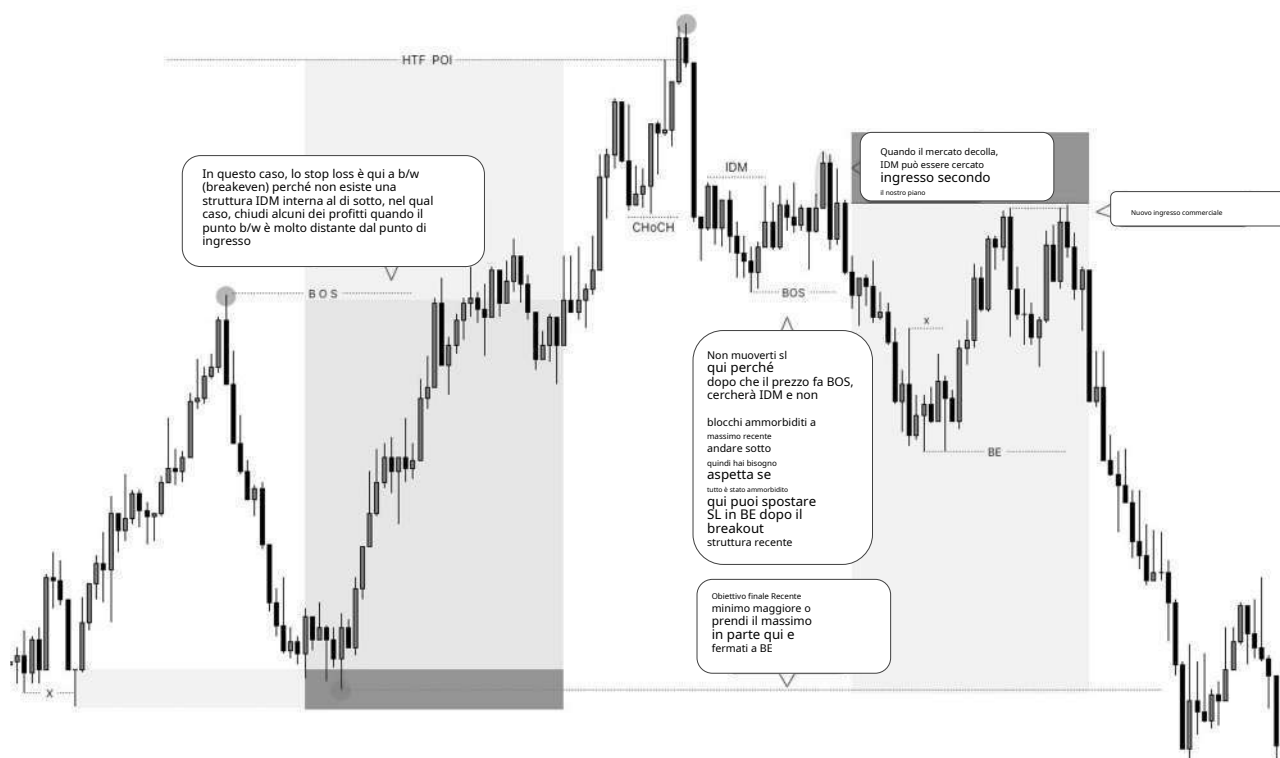 HTF POI
In questo caso, lo stop loss è qui a b/w
(breakeven) perché non esiste una
struttura IDM interna al di sotto, nel qual
caso, chiudi alcuni dei profitti quando il
punto b/w è molto distante dal punto di
ingresso
BOS
IDM
CHoCH
BOS
Quando il mercato decolla,
IDM può essere cercato
ingresso secondo
il nostro piano
Nuovo ingresso commerciale
x
Non muoverti sl
qui perché
dopo che il prezzo fa BOS,
cercherà IDM e non
blocchi ammorbiditi a
massimo recente
andare sotto
quindi hai bisogno
aspetta se
tutto è stato ammorbidito
qui puoi spostare
SL in BE dopo il
breakout
struttura recente
BE
Obiettivo finale Recente
minimo maggiore o
prendi il massimo
in parte qui e
fermati a BE
X